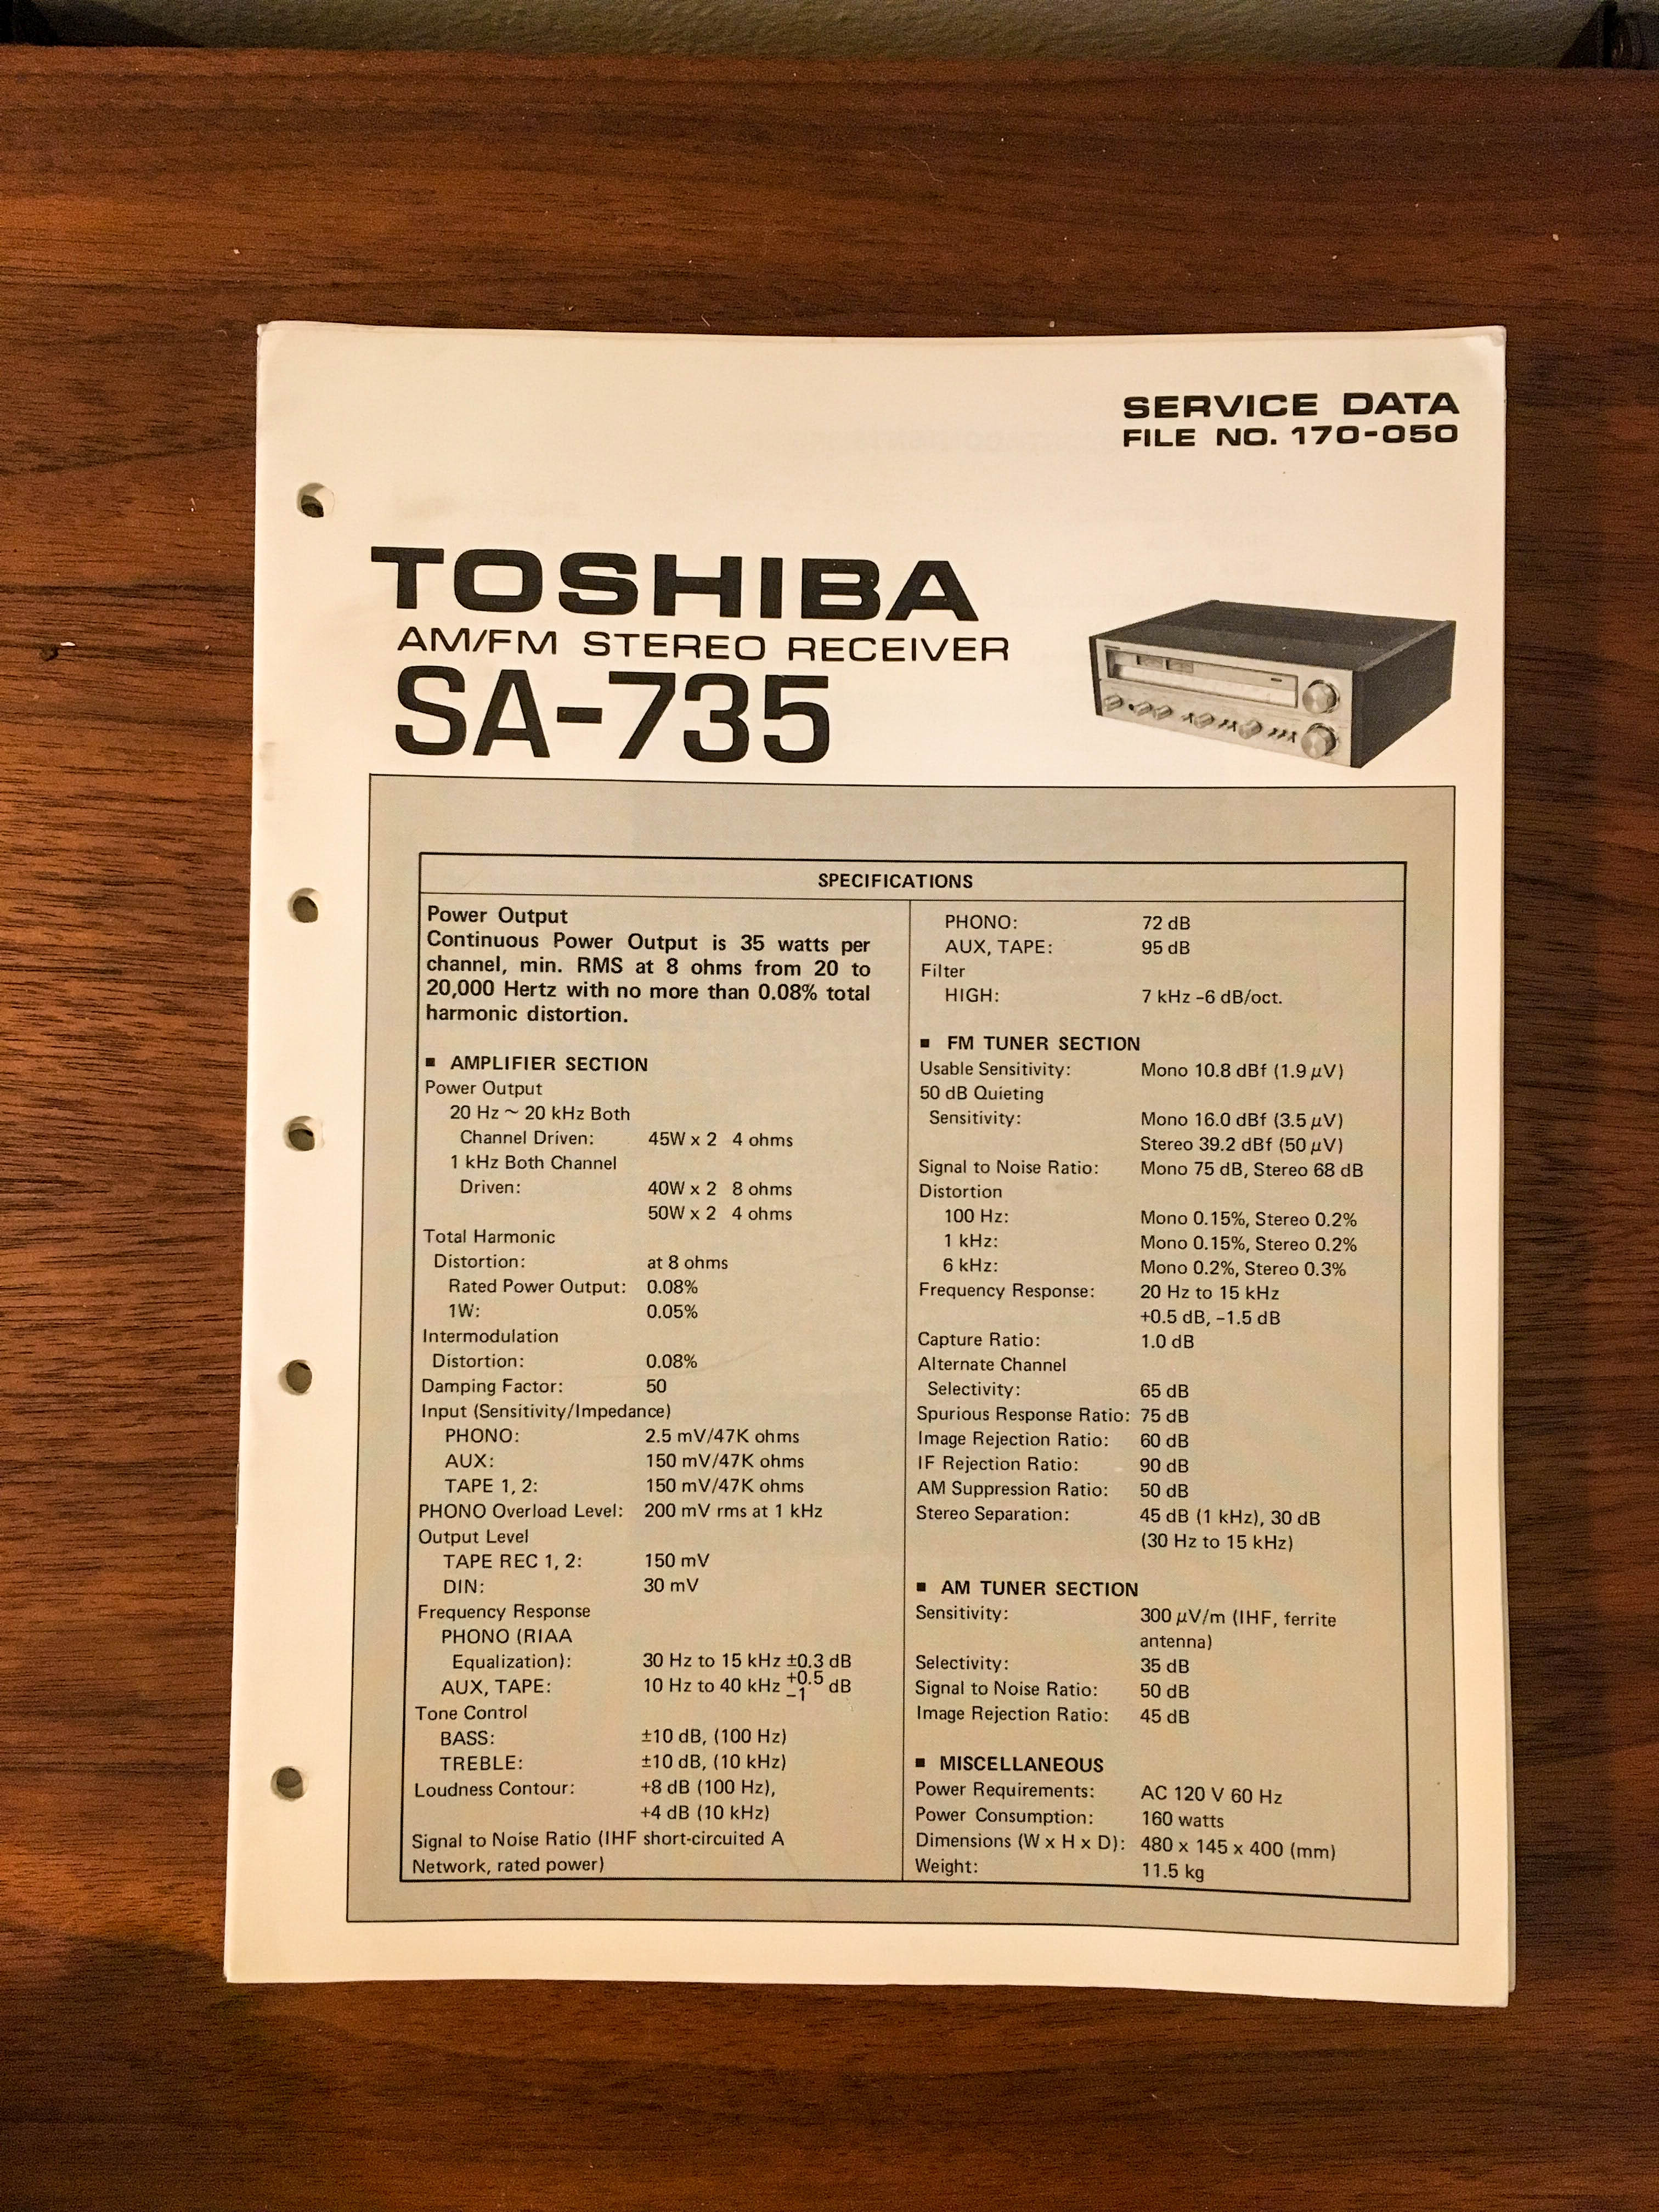 SERVICE DATA
FILE NO. 170-050
TOSHIBA
AM/FM STEREO RECEIVER
SA-735
SPECIFICATIONS
Power Output
Continuous Power Output is 35 watts per
channel, min. RMS at 8 ohms from 20 to
20,000 Hertz with no more than 0.08% total
harmonic distortion.
■ AMPLIFIER SECTION
Power Output
20 Hz ~ 20 kHz Both
Channel Driven: 45W x 2 4 ohms
1 kHz Both Channel
Driven: 40W x 2 8 ohms
50W x 2 4 ohms
Total Harmonic
Distortion: at 8 ohms
Rated Power Output: 0.08%
1W: 0.05%
Intermodulation
Distortion: 0.08%
Damping Factor: 50
Input (Sensitivity/Impedance)
PHONO: 2.5 mV/47K ohms
AUX: 150 mV/47K ohms
TAPE 1, 2: 150 mV/47K ohms
PHONO Overload Level: 200 mV rms at 1 kHz
Output Level
TAPE REC 1, 2: 150 mV
DIN: 30 mV
Frequency Response
PHONO (RIAA
Equalization): 30 Hz to 15 kHz ±0.3 dB
AUX, TAPE: 10 Hz to 40 kHz +0.5 −1 dB
Tone Control
BASS: ±10 dB, (100 Hz)
TREBLE: ±10 dB, (10 kHz)
Loudness Contour: +8 dB (100 Hz),
+4 dB (10 kHz)
Signal to Noise Ratio (IHF short-circuited A
Network, rated power)
PHONO: 72 dB
AUX, TAPE: 95 dB
Filter
HIGH: 7 kHz −6 dB/oct.
■ FM TUNER SECTION
Usable Sensitivity: Mono 10.8 dBf (1.9 μV)
50 dB Quieting
Sensitivity: Mono 16.0 dBf (3.5 μV)
Stereo 39.2 dBf (50 μV)
Signal to Noise Ratio: Mono 75 dB, Stereo 68 dB
Distortion
100 Hz: Mono 0.15%, Stereo 0.2%
1 kHz: Mono 0.15%, Stereo 0.2%
6 kHz: Mono 0.2%, Stereo 0.3%
Frequency Response: 20 Hz to 15 kHz
+0.5 dB, −1.5 dB
Capture Ratio: 1.0 dB
Alternate Channel
Selectivity: 65 dB
Spurious Response Ratio: 75 dB
Image Rejection Ratio: 60 dB
IF Rejection Ratio: 90 dB
AM Suppression Ratio: 50 dB
Stereo Separation: 45 dB (1 kHz), 30 dB
(30 Hz to 15 kHz)
■ AM TUNER SECTION
Sensitivity: 300 μV/m (IHF, ferrite
antenna)
Selectivity: 35 dB
Signal to Noise Ratio: 50 dB
Image Rejection Ratio: 45 dB
■ MISCELLANEOUS
Power Requirements: AC 120 V 60 Hz
Power Consumption: 160 watts
Dimensions (W x H x D): 480 x 145 x 400 (mm)
Weight: 11.5 kg